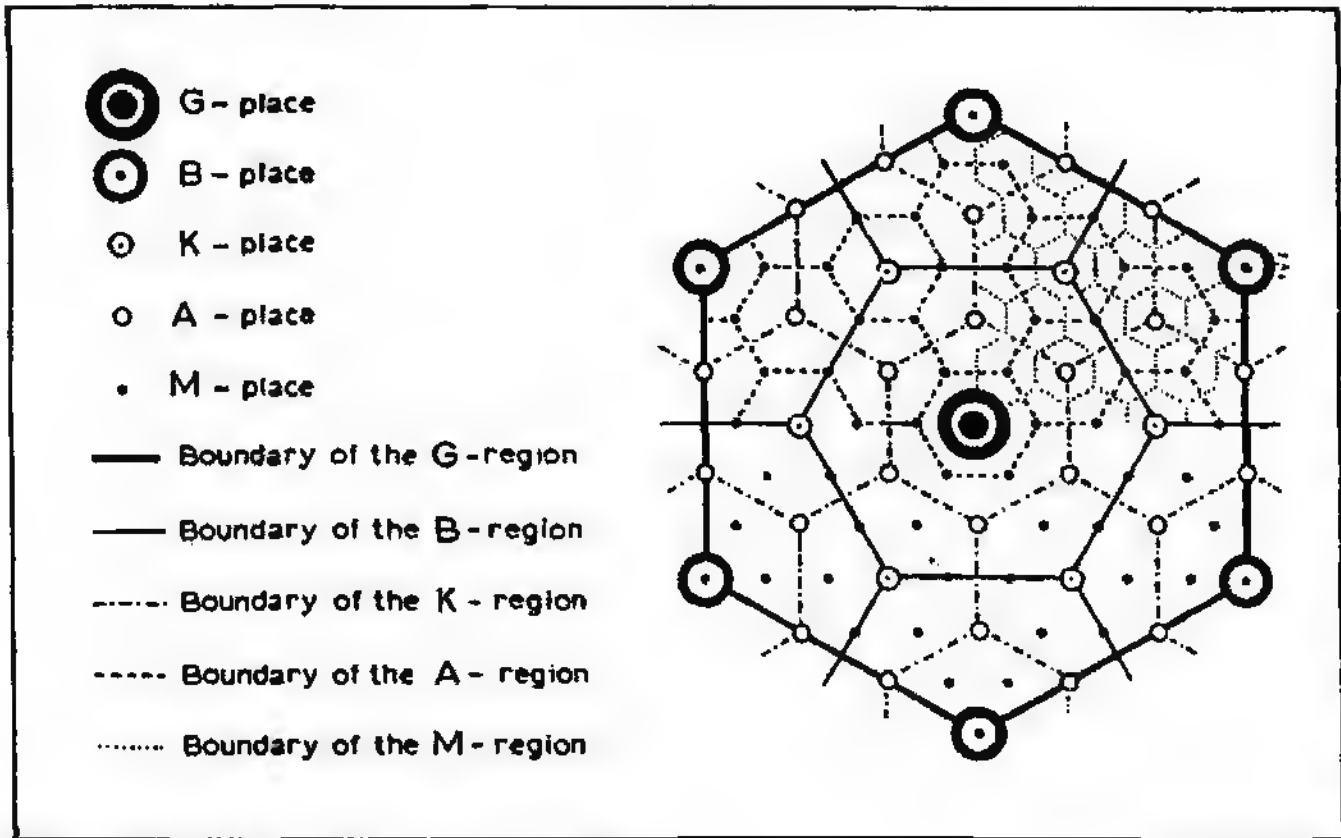 G - place
B - place
K - place
A - place
M - place
Boundary of the G - region
Boundary of the B - region
Boundary of the K - region
Boundary of the A - region
Boundary of the M - region